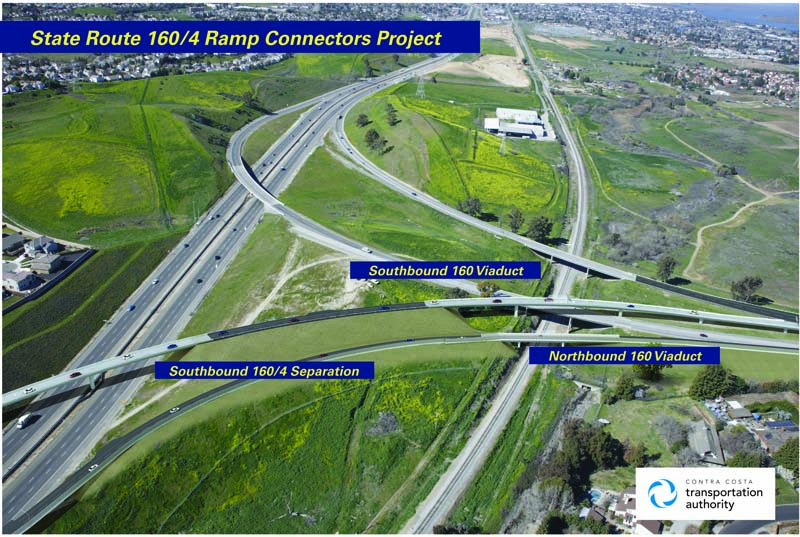 State Route 160/4 Ramp Connectors Project
Southbound 160 Viaduct
Southbound 160/4 Separation
Northbound 160 Viaduct
CONTRA COSTA
transportation
authority